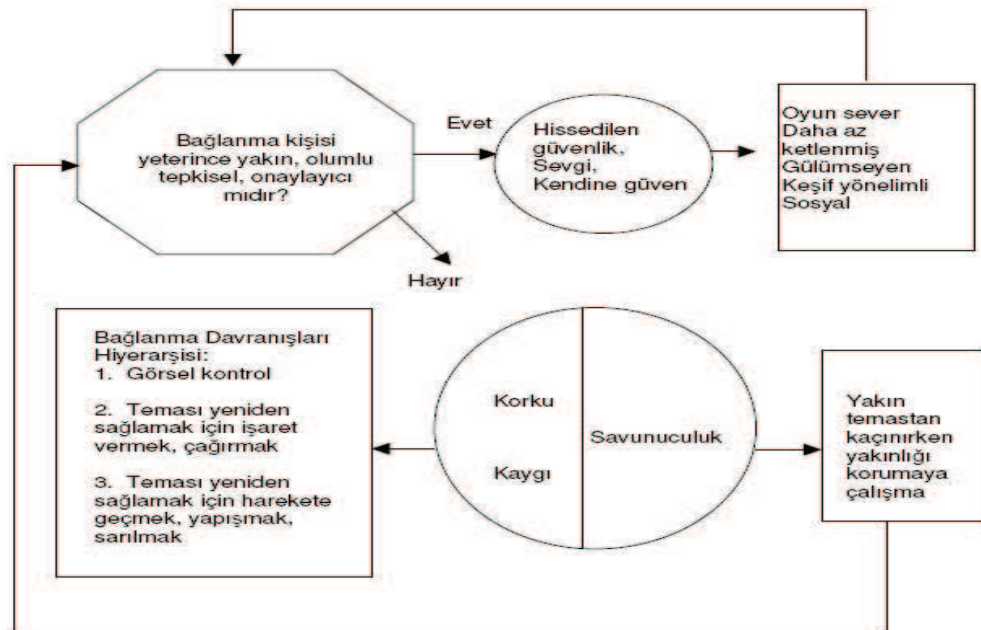 Bağlanma kişisi
yeterince yakın, olumlu
tepkisel, onaylayıcı
mıdır?
Evet
Hissedilen
güvenlik,
Sevgi,
Kendine güven
Oyun sever
Daha az
ketlenmiş
Gülümseyen
Keşif yönelimli
Sosyal
Hayır
Bağlanma Davranışları
Hiyerarşisi:
1. Görsel kontrol
2. Teması yeniden
sağlamak için işaret
vermek, çağırmak
3. Teması yeniden
sağlamak için harekete
geçmek, yapışmak,
sarılmak
Korku
Kaygı
Savunuculuk
Yakın
temastan
kaçınırken
yakınlığı
korumaya
çalışma